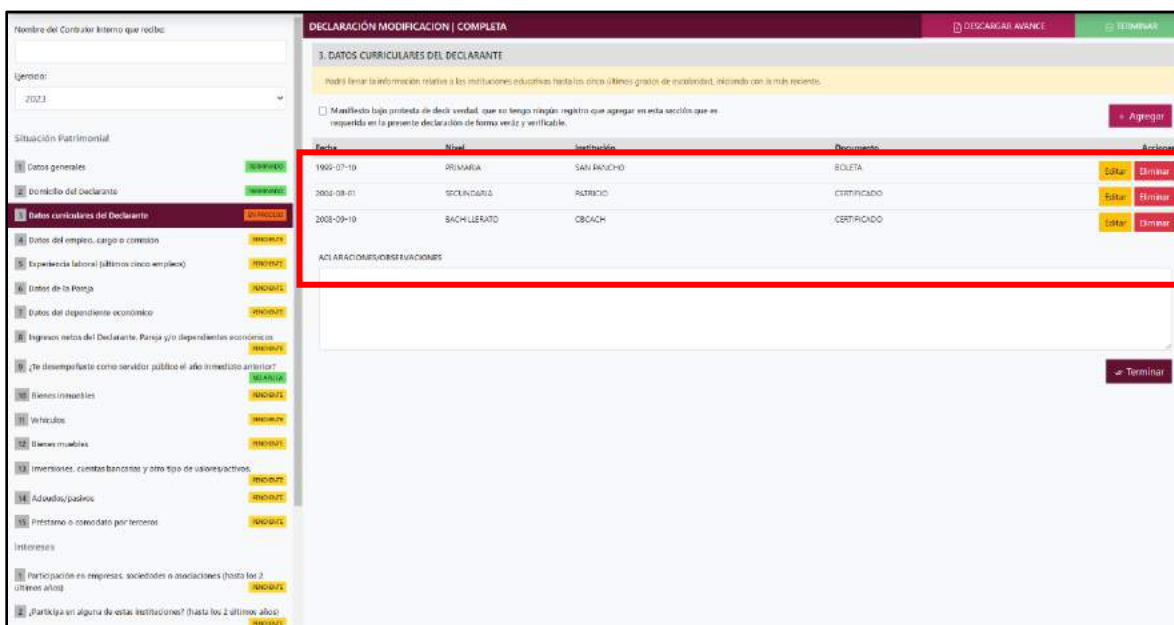 Nombre del Contralor Interno que recibe:
Ejercicio:
2023
Situación Patrimonial
1 Datos generales TERMINADO
2 Domicilio del Declarante TERMINADO
3 Datos curriculares del Declarante EN PROCESO
4 Datos del empleo, cargo o comisión PENDIENTE
5 Experiencia laboral (últimos cinco empleos) PENDIENTE
6 Datos de la Pareja PENDIENTE
7 Datos del dependiente económico PENDIENTE
8 Ingresos netos del Declarante, Pareja y/o dependientes económicos
PENDIENTE
9 ¿Te desempeñaste como servidor público el año inmediato anterior?
NO APLICA
10 Bienes inmuebles PENDIENTE
11 Vehículos PENDIENTE
12 Bienes muebles PENDIENTE
13 Inversiones, cuentas bancarias y otro tipo de valores/activos.
PENDIENTE
14 Adeudos/pasivos PENDIENTE
15 Préstamo o comodato por terceros PENDIENTE
Intereses
1 Participación en empresas, sociedades o asociaciones (hasta los 2
últimos años) PENDIENTE
2 ¿Participa en alguna de estas instituciones? (hasta los 2 últimos años)
PENDIENTE
DECLARACIÓN MODIFICACION | COMPLETA
DESCARGAR AVANCE
TERMINAR
3. DATOS CURRICULARES DEL DECLARANTE
Podrá llenar la información relativa a las instituciones educativas hasta los cinco últimos grados de escolaridad, iniciando con la más reciente.
Manifiesto bajo protesta de decir verdad, que no tengo ningún registro que agregar en esta sección que es
requerida en la presente declaración de forma veráz y verificable.
+ Agregar
Fecha Nivel Institución Documento Acciones
1999-07-10 PRIMARIA SAN PANCHO BOLETA Editar Eliminar
2004-08-01 SECUNDARIA PATRICIO CERTIFICADO Editar Eliminar
2008-09-10 BACHILLERATO CBCACH CERTIFICADO Editar Eliminar
ACLARACIONES/OBSERVACIONES
Terminar